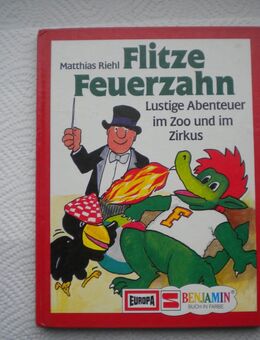 Matthias Riehl
Flitze
Feuerzahn
Lustige Abenteuer
im Zoo und im
Zirkus
F
EUROPA
S
BENJAMIN®
BUCH IN FARBE